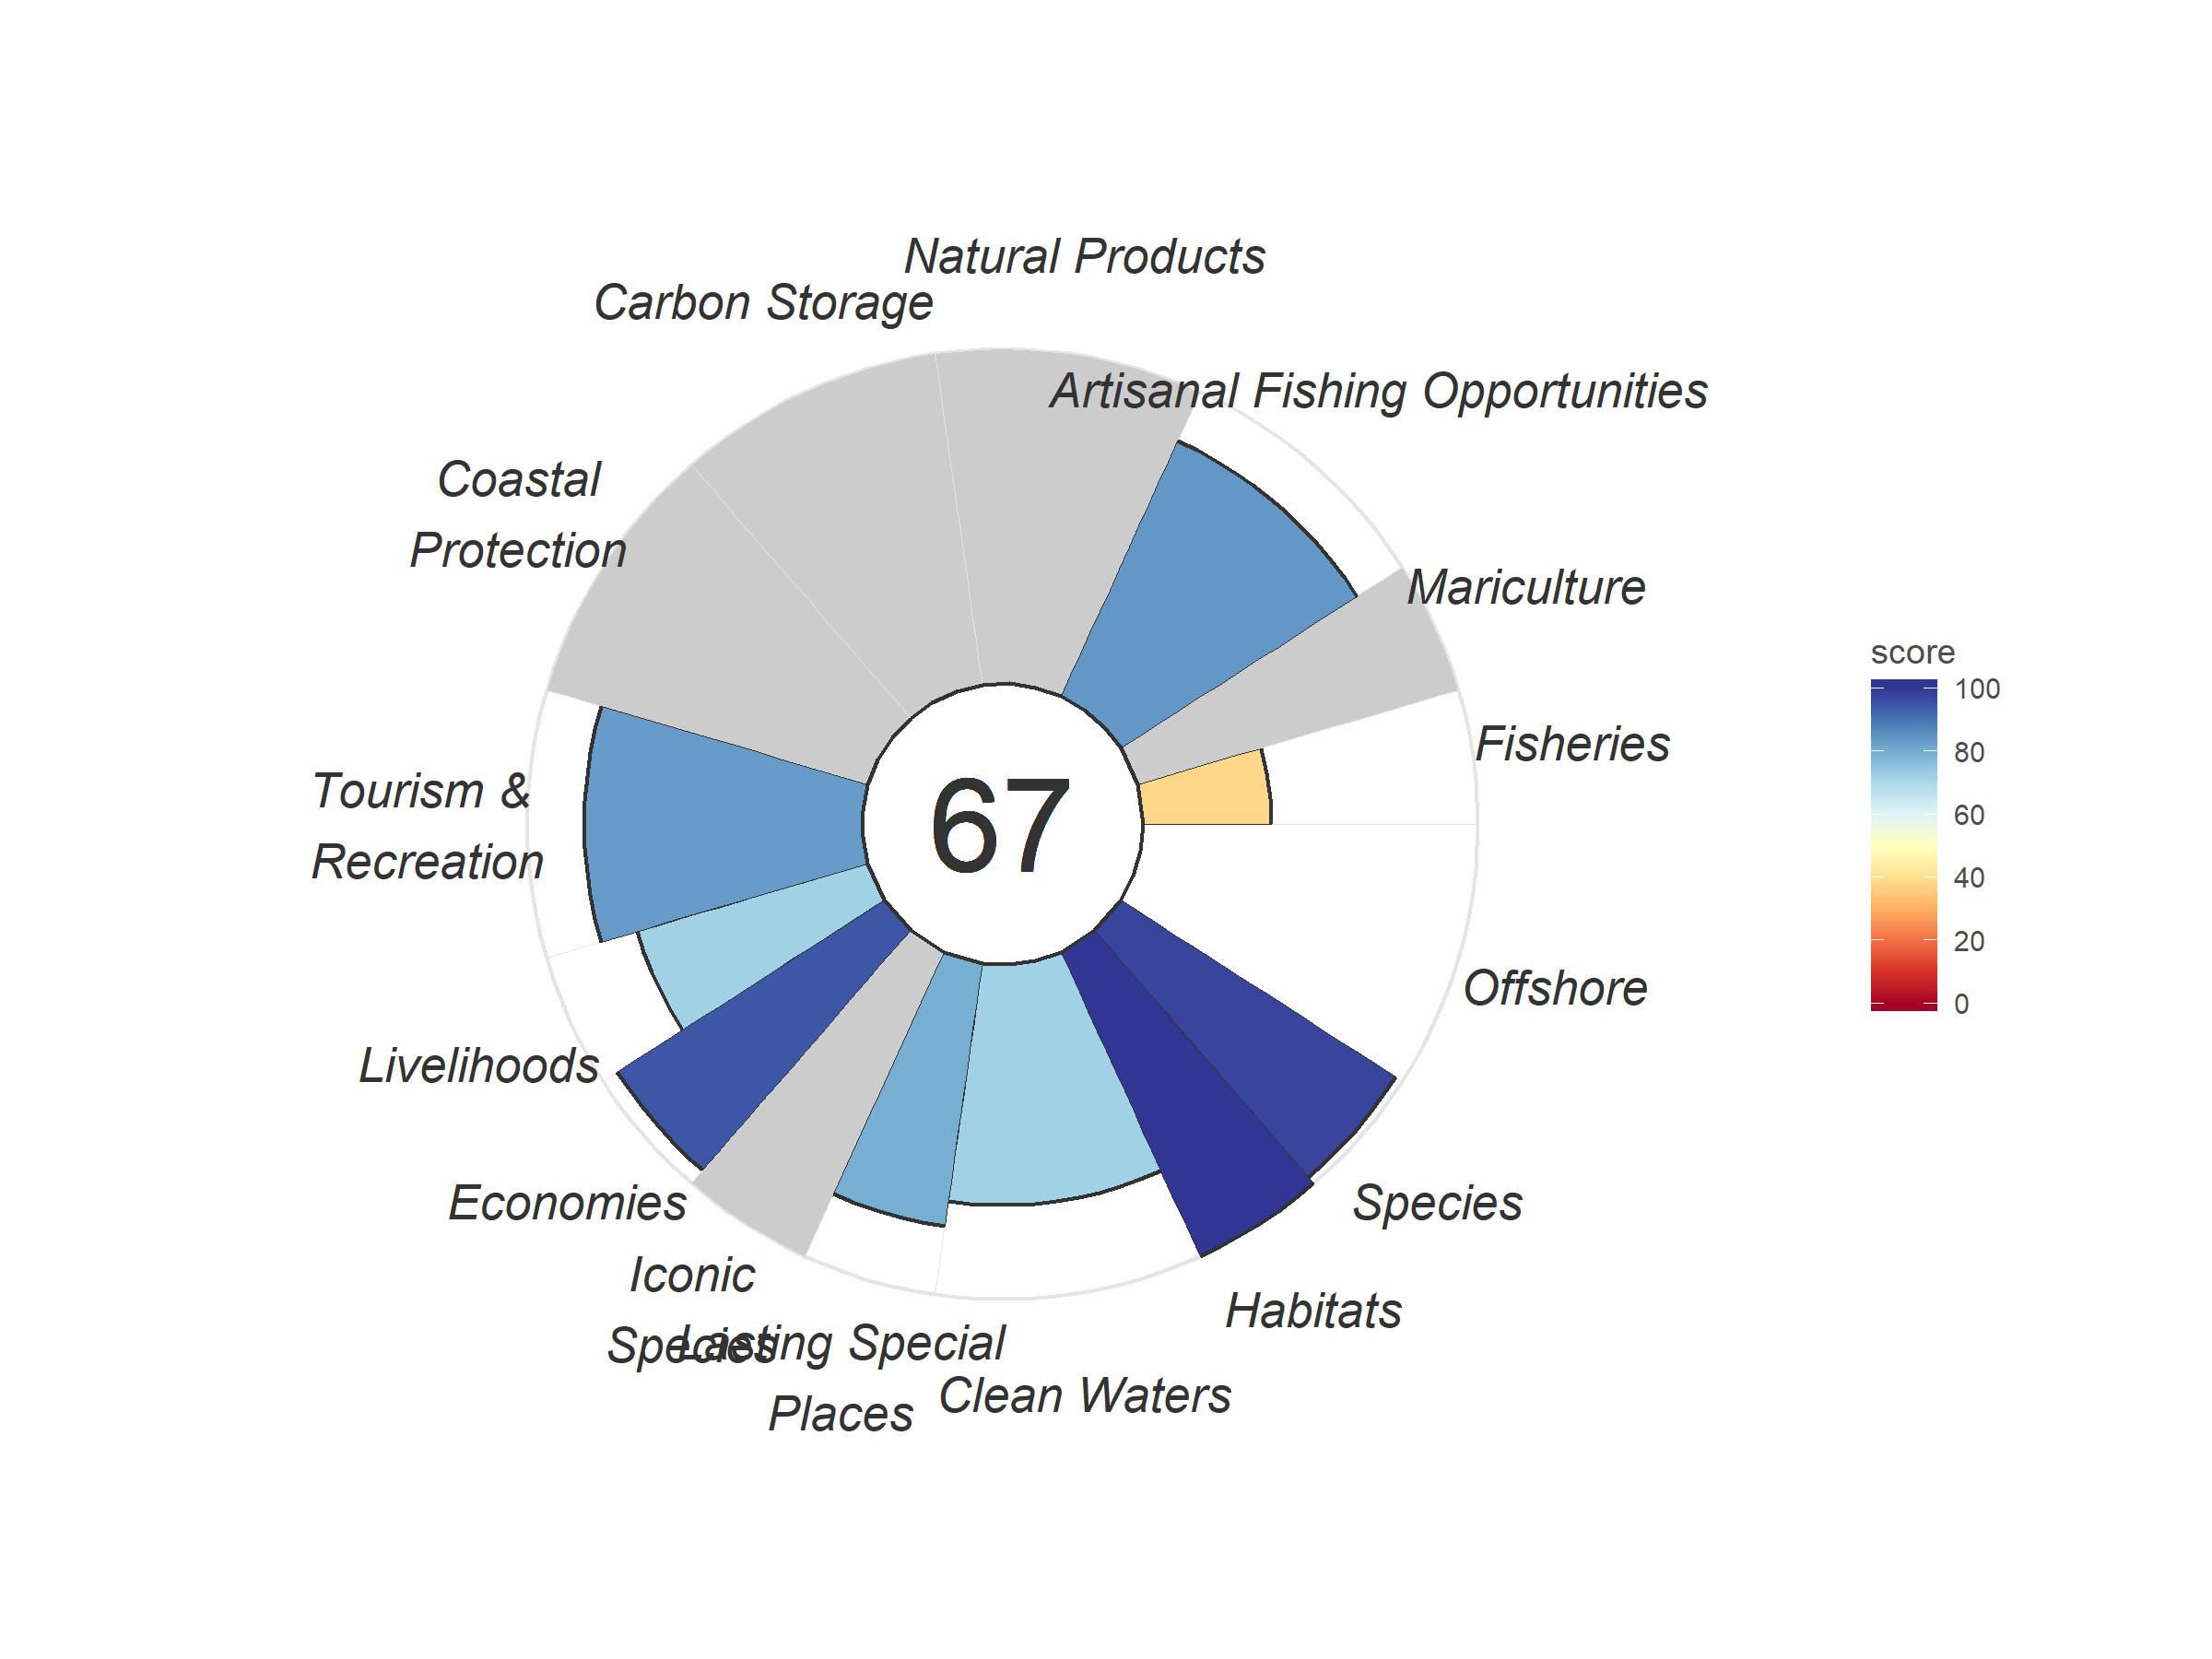 Natural Products
Carbon Storage
Artisanal Fishing Opportunities
Coastal
Protection
Mariculture
Fisheries
Tourism &
Recreation
67
Offshore
Livelihoods
Species
Economies
Habitats
Iconic
Species
Lasting Special
Places
Clean Waters
score
100
80
60
40
20
0